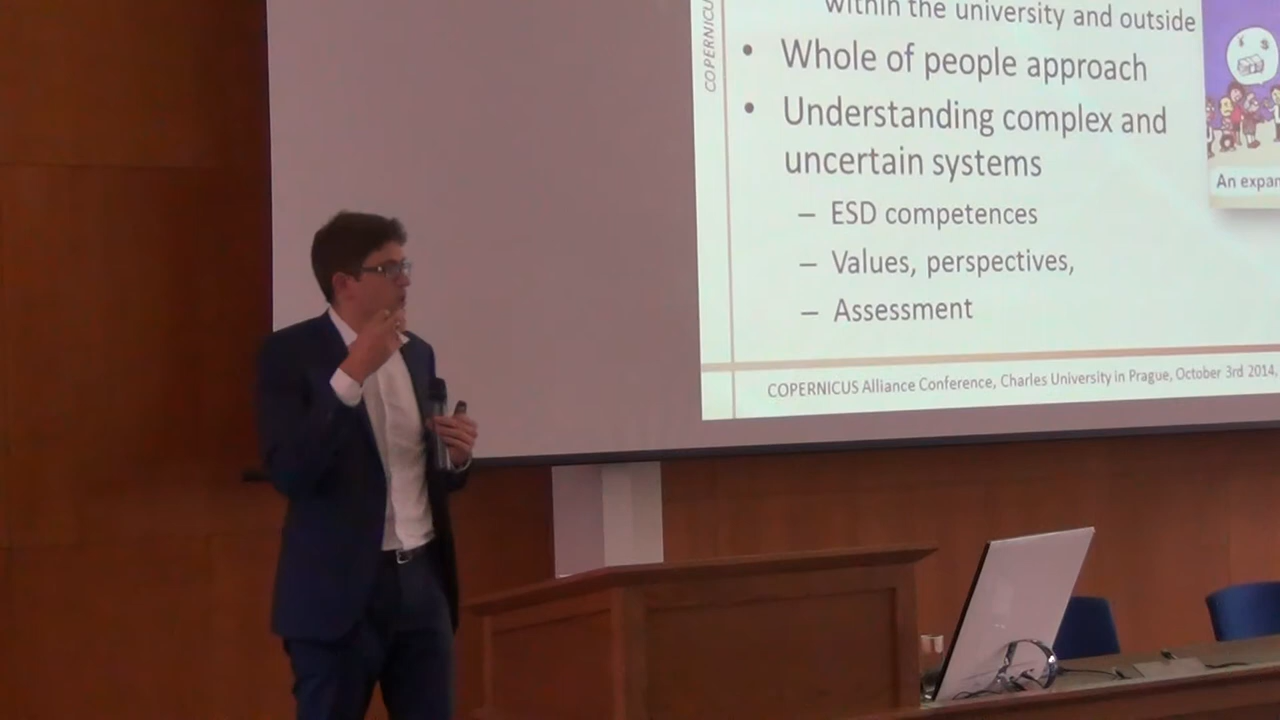 COPERNICU
within the university and outside
• Whole of people approach
• Understanding complex and
uncertain systems
– ESD competences
– Values, perspectives,
– Assessment
An expan
COPERNICUS Alliance Conference, Charles University in Prague, October 3rd 2014,